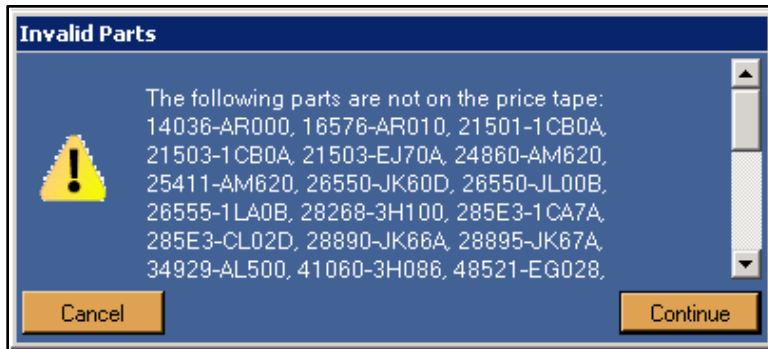 Invalid Parts
The following parts are not on the price tape:
14036-AR000, 16576-AR010, 21501-1CB0A,
21503-1CB0A, 21503-EJ70A, 24860-AM620,
25411-AM620, 26550-JK60D, 26550-JL00B,
26555-1LA0B, 28268-3H100, 285E3-1CA7A,
285E3-CL02D, 28890-JK66A, 28895-JK67A,
34929-AL500, 41060-3H086, 48521-EG028,
Cancel
Continue